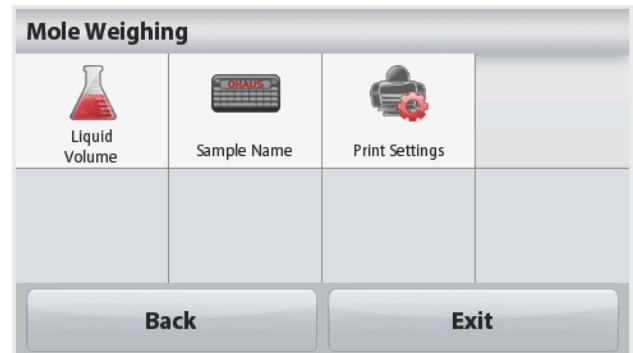 Mole Weighing
OHAUS
Liquid
Volume
Sample Name
Print Settings
Back
Exit